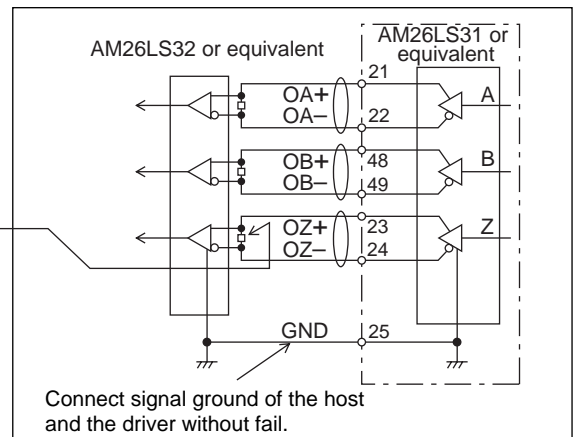 AM26LS32 or equivalent
AM26LS31 or
equivalent
21
OA+
A
OA−
22
OB+
48
B
OB−
49
OZ+
23
Z
OZ−
24
GND
25
Connect signal ground of the host
and the driver without fail.